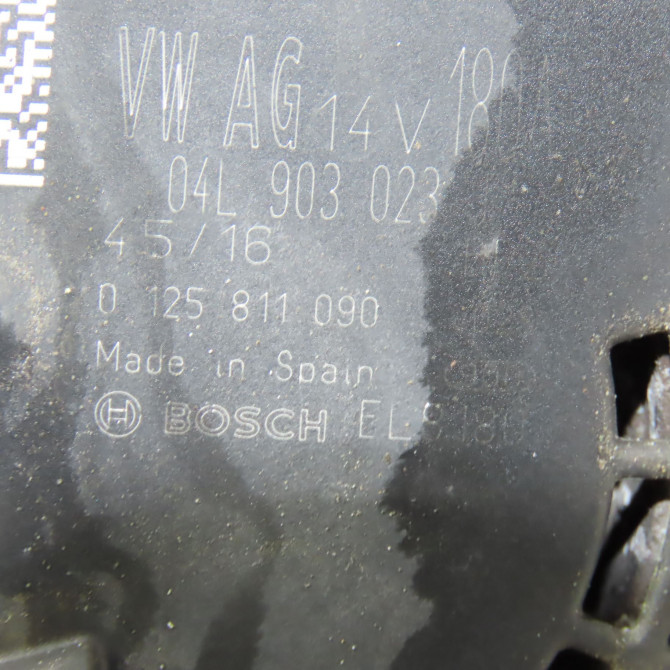 VW AG 14 V
04L 903 023
45/16
0 125 811 090
Made in Spain
BOSCH